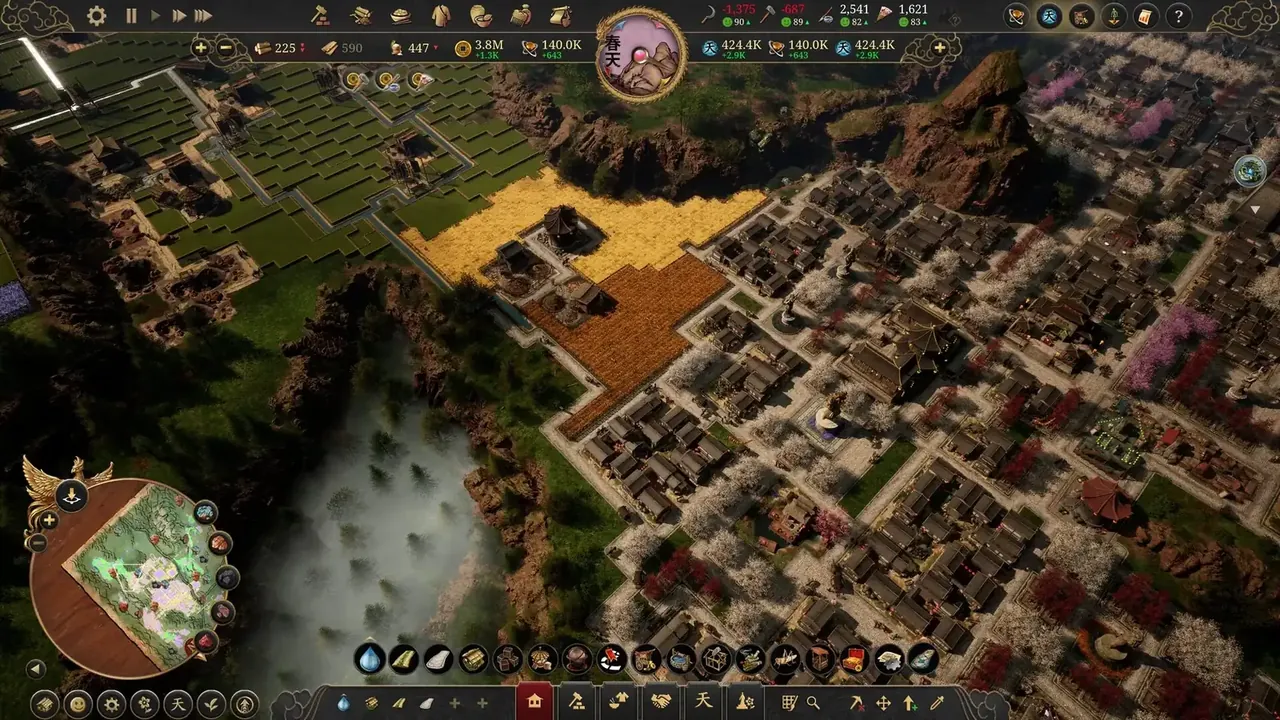 -1,375 -687 2,541 1,621
90 89 82 83
天
?
225 590 447 3.8M 140.0K
+1.3K +643
春天
424.4K 140.0K 424.4K
+2.9K +643 +2.9K
天
天